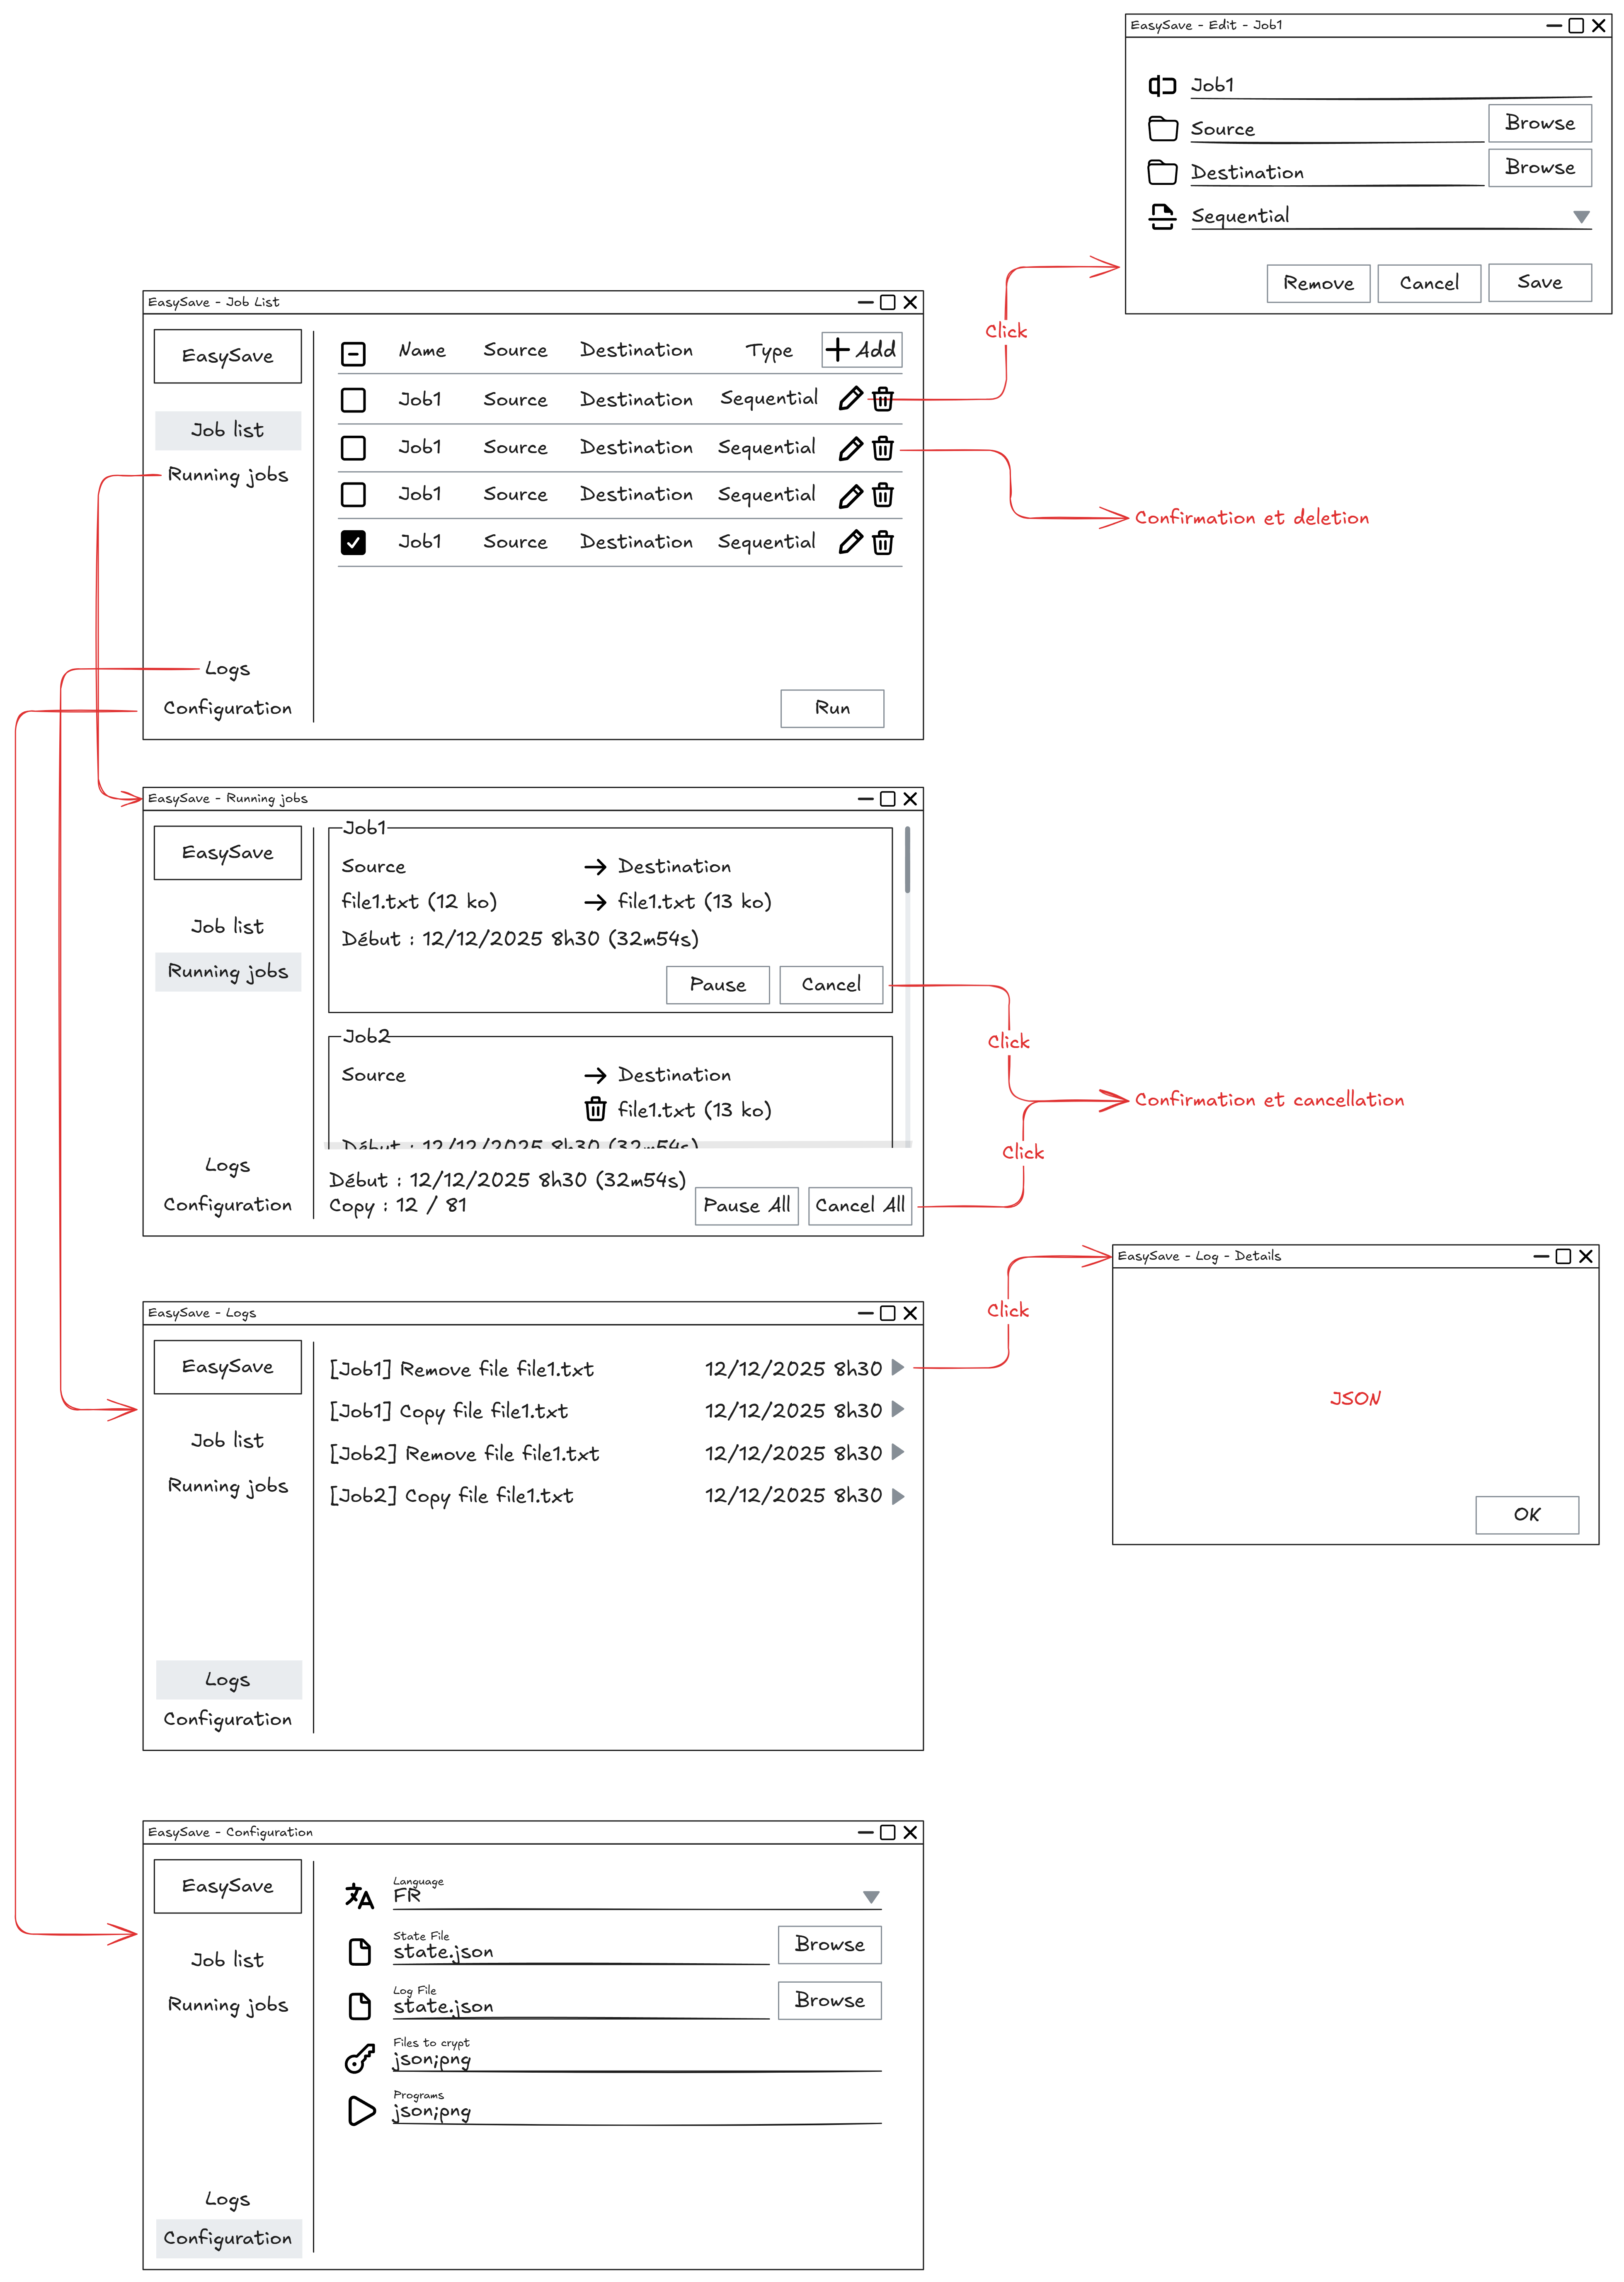 EasySave - Edit - Job1
Job1
Source Browse
Destination Browse
Sequential
Remove Cancel Save
Click
EasySave - Job List
EasySave
Job list
Running jobs
Logs
Configuration
Name Source Destination Type Add
Job1 Source Destination Sequential
Job1 Source Destination Sequential
Job1 Source Destination Sequential
Job1 Source Destination Sequential
Run
Confirmation et deletion
EasySave - Running jobs
EasySave
Job list
Running jobs
Logs
Configuration
Job1
Source → Destination
file1.txt (12 ko) → file1.txt (13 ko)
Début : 12/12/2025 8h30 (32m54s)
Pause Cancel
Job2
Source → Destination
file1.txt (13 ko)
Début : 12/12/2025 8h30 (32m54s)
Début : 12/12/2025 8h30 (32m54s)
Copy : 12 / 81
Pause All Cancel All
Click
Confirmation et cancellation
Click
EasySave - Logs
EasySave
Job list
Running jobs
Logs
Configuration
[Job1] Remove file file1.txt 12/12/2025 8h30
[Job1] Copy file file1.txt 12/12/2025 8h30
[Job2] Remove file file1.txt 12/12/2025 8h30
[Job2] Copy file file1.txt 12/12/2025 8h30
Click
EasySave - Log - Details
JSON
OK
EasySave - Configuration
EasySave
Job list
Running jobs
Logs
Configuration
Language
FR
State File
state.json Browse
Log File
state.json Browse
Files to crypt
json;png
Programs
json;png